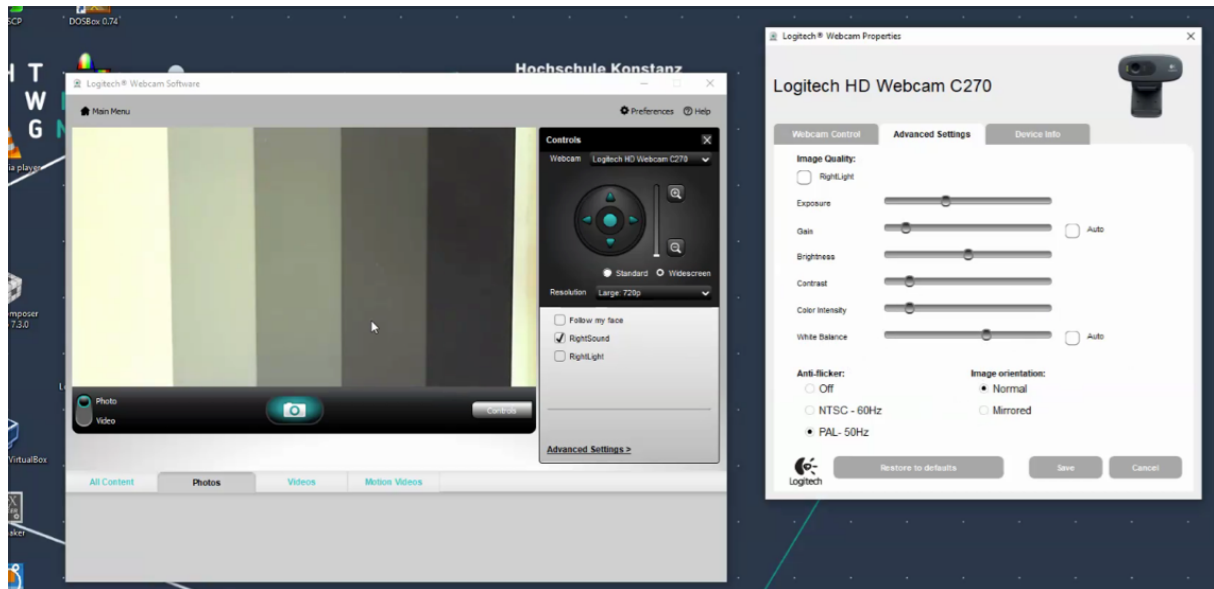 SCP
DOSBox 0.74
H T
W
G
Hochschule Konstanz
ia player
mposer
7.3.0
VirtualBox
aker
Logitech® Webcam Software
Main Menu
Preferences
Help
Controls
Webcam
Logitech HD Webcam C270
Standard
Widescreen
Resolution
Large: 720p
Follow my face
RightSound
RightLight
Photo
Video
Controls
Advanced Settings >
All Content
Photos
Videos
Motion Videos
Logitech® Webcam Properties
Logitech HD Webcam C270
Webcam Control
Advanced Settings
Device Info
Image Quality:
RightLight
Exposure
Gain
Auto
Brightness
Contrast
Color Intensity
White Balance
Auto
Anti-flicker:
Image orientation:
Off
Normal
NTSC - 60Hz
Mirrored
PAL- 50Hz
Logitech
Restore to defaults
Save
Cancel